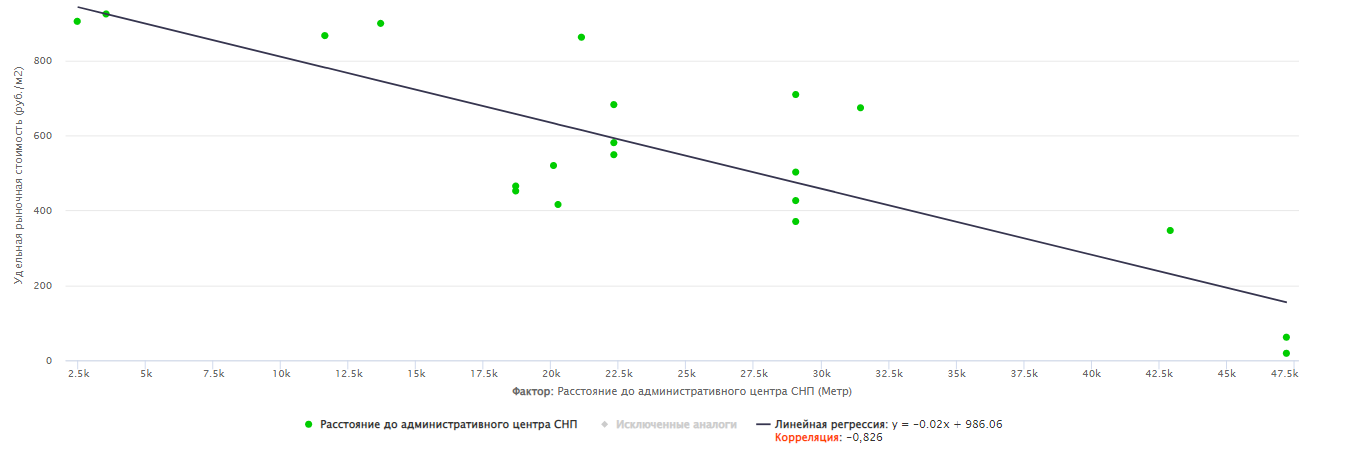 Удельная рыночная стоимость (руб./м2)
800
600
400
200
0
2.5k 5k 7.5k 10k 12.5k 15k 17.5k 20k 22.5k 25k 27.5k 30k 32.5k 35k 37.5k 40k 42.5k 45k 47.5k
Фактор: Расстояние до административного центра СНП (Метр)
Расстояние до административного центра СНП Исключенные аналоги Линейная регрессия: y = -0.02x + 986.06
Корреляция: -0,826